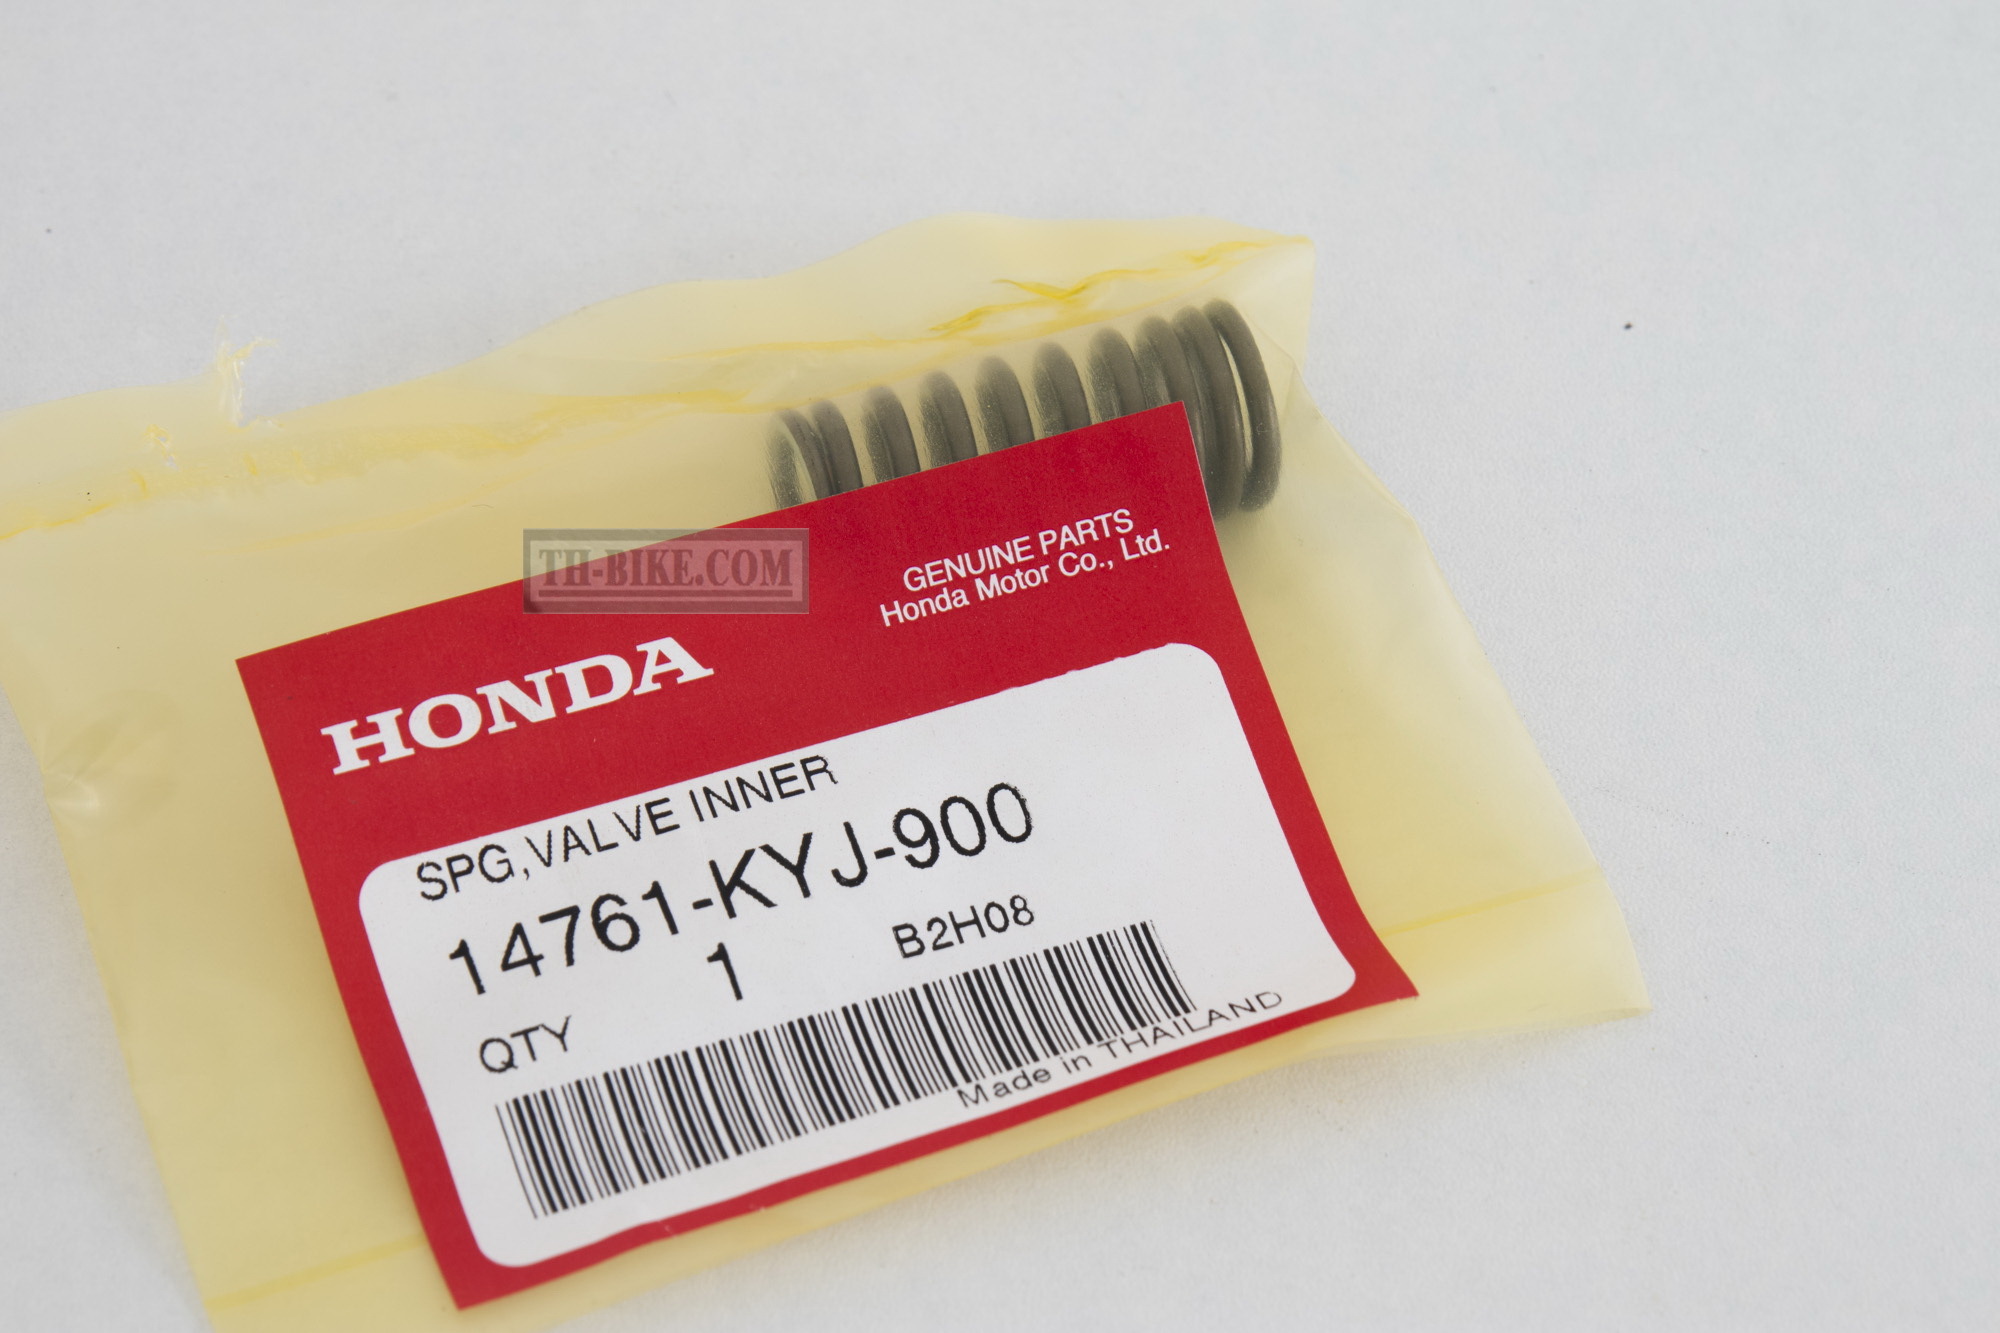 TH-BIKE.COM
GENUINE PARTS
Honda Motor Co., Ltd.
HONDA
SPG,VALVE INNER
14761-KYJ-900
1 B2H08
QTY
Made in THAILAND